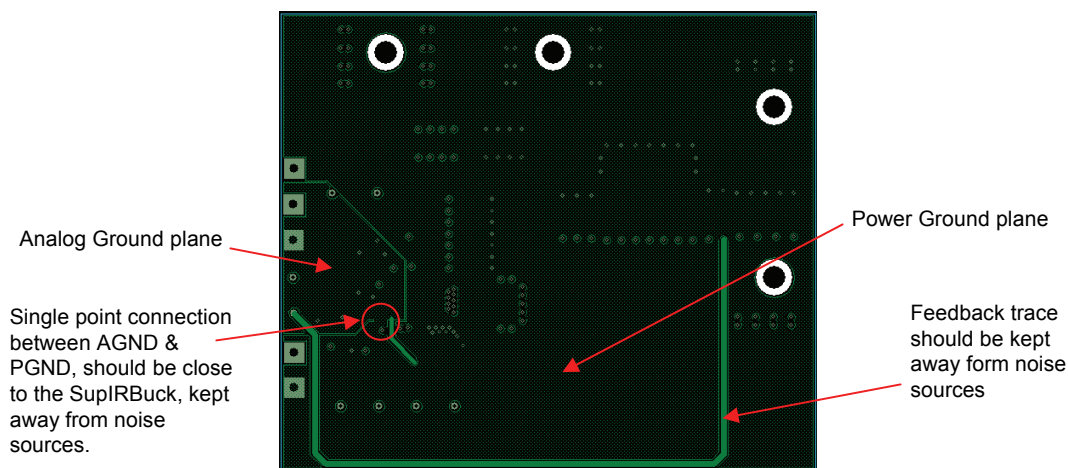 Analog Ground plane
Single point connection
between AGND &
PGND, should be close
to the SupIRBuck, kept
away from noise
sources.
Power Ground plane
Feedback trace
should be kept
away form noise
sources